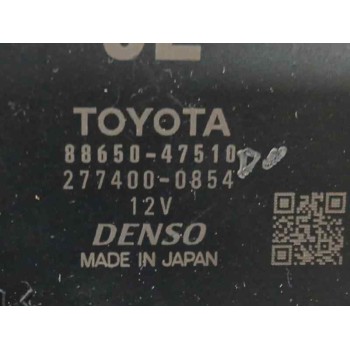 TOYOTA
88650-47510
277400-0854
12V
DENSO
MADE IN JAPAN